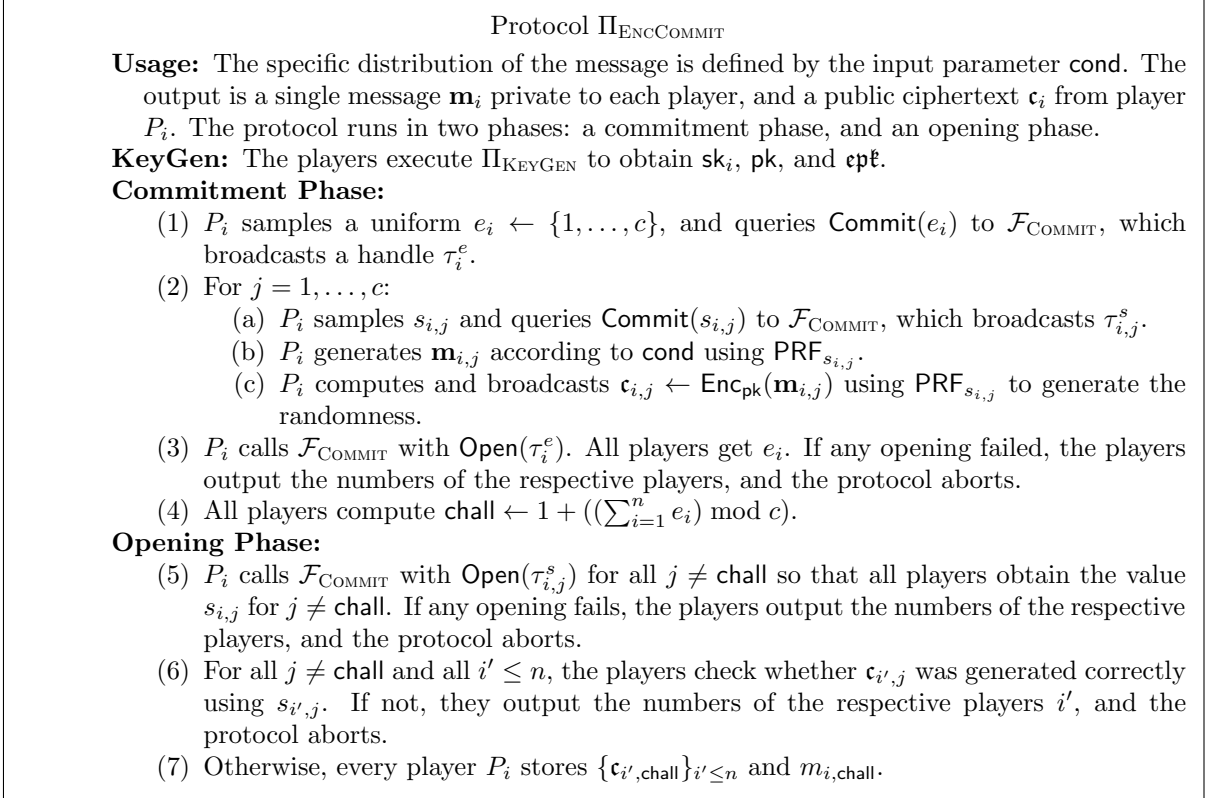 Protocol Π_EncCommit
Usage: The specific distribution of the message is defined by the input parameter cond. The
output is a single message m_i private to each player, and a public ciphertext 𝔠_i from player
P_i. The protocol runs in two phases: a commitment phase, and an opening phase.
KeyGen: The players execute Π_KeyGen to obtain sk_i, pk, and 𝔢𝔭𝔨.
Commitment Phase:
(1) P_i samples a uniform e_i ← {1, . . . , c}, and queries Commit(e_i) to ℱ_Commit, which
broadcasts a handle τ_i^e.
(2) For j = 1, . . . , c:
(a) P_i samples s_{i,j} and queries Commit(s_{i,j}) to ℱ_Commit, which broadcasts τ_{i,j}^s.
(b) P_i generates m_{i,j} according to cond using PRF_{s_{i,j}}.
(c) P_i computes and broadcasts 𝔠_{i,j} ← Enc_pk(m_{i,j}) using PRF_{s_{i,j}} to generate the
randomness.
(3) P_i calls ℱ_Commit with Open(τ_i^e). All players get e_i. If any opening failed, the players
output the numbers of the respective players, and the protocol aborts.
(4) All players compute chall ← 1 + ((∑_{i=1}^n e_i) mod c).
Opening Phase:
(5) P_i calls ℱ_Commit with Open(τ_{i,j}^s) for all j ≠ chall so that all players obtain the value
s_{i,j} for j ≠ chall. If any opening fails, the players output the numbers of the respective
players, and the protocol aborts.
(6) For all j ≠ chall and all i′ ≤ n, the players check whether 𝔠_{i′,j} was generated correctly
using s_{i′,j}. If not, they output the numbers of the respective players i′, and the
protocol aborts.
(7) Otherwise, every player P_i stores {𝔠_{i′,chall}}_{i′≤n} and m_{i,chall}.